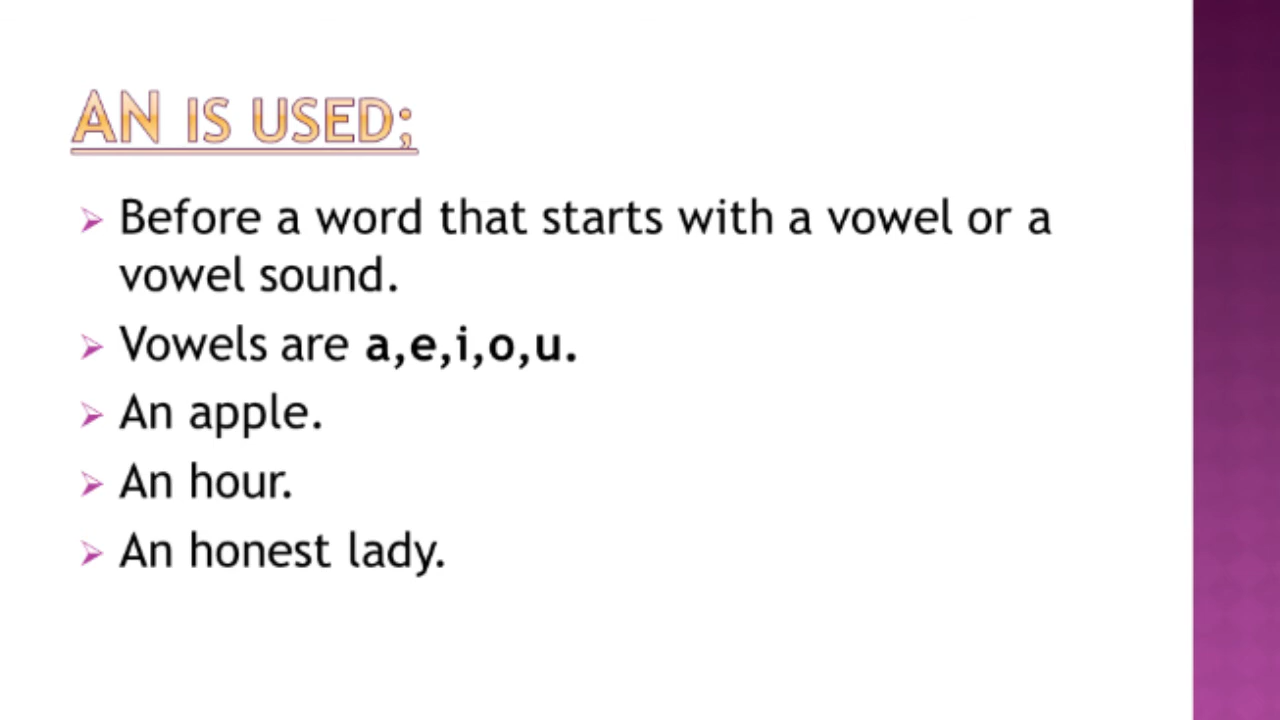 AN IS USED;
Before a word that starts with a vowel or a
vowel sound.
Vowels are a,e,i,o,u.
An apple.
An hour.
An honest lady.